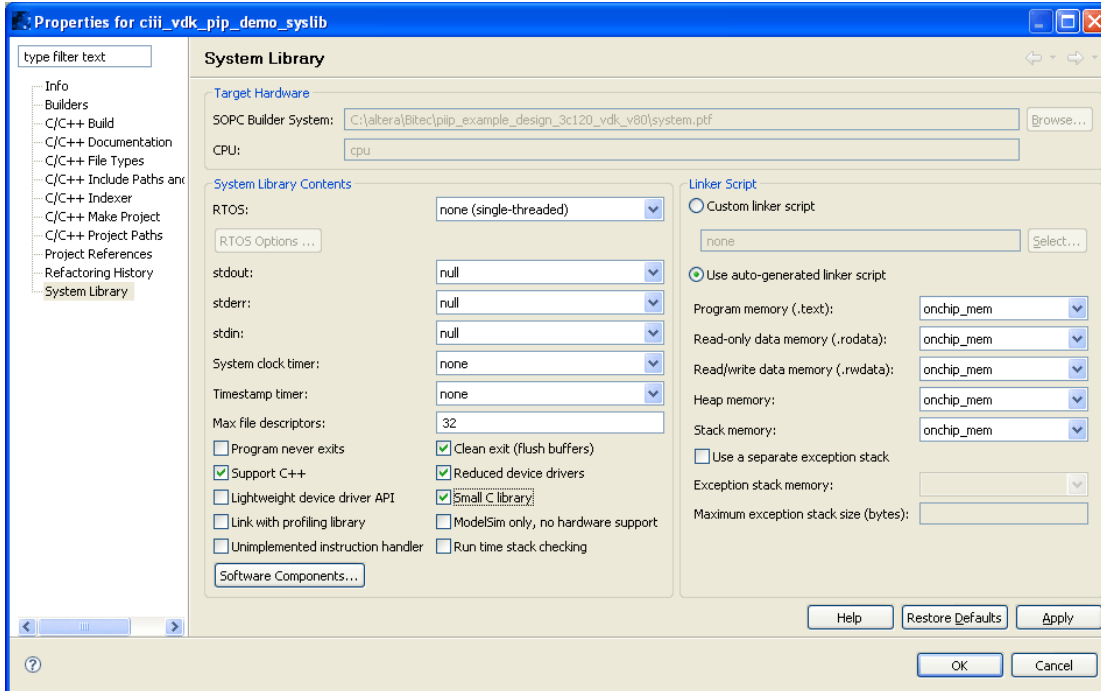 Properties for ciii_vdk_pip_demo_syslib
type filter text
Info
Builders
C/C++ Build
C/C++ Documentation
C/C++ File Types
C/C++ Include Paths and
C/C++ Indexer
C/C++ Make Project
C/C++ Project Paths
Project References
Refactoring History
System Library
System Library
Target Hardware
SOPC Builder System: C:\altera\Bitec\piip_example_design_3c120_vdk_v80\system.ptf Browse...
CPU: cpu
System Library Contents
RTOS: none (single-threaded)
RTOS Options ...
stdout: null
stderr: null
stdin: null
System clock timer: none
Timestamp timer: none
Max file descriptors: 32
Program never exits Clean exit (flush buffers)
Support C++ Reduced device drivers
Lightweight device driver API Small C library
Link with profiling library ModelSim only, no hardware support
Unimplemented instruction handler Run time stack checking
Software Components...
Linker Script
Custom linker script
none Select...
Use auto-generated linker script
Program memory (.text): onchip_mem
Read-only data memory (.rodata): onchip_mem
Read/write data memory (.rwdata): onchip_mem
Heap memory: onchip_mem
Stack memory: onchip_mem
Use a separate exception stack
Exception stack memory:
Maximum exception stack size (bytes):
Help Restore Defaults Apply
? OK Cancel